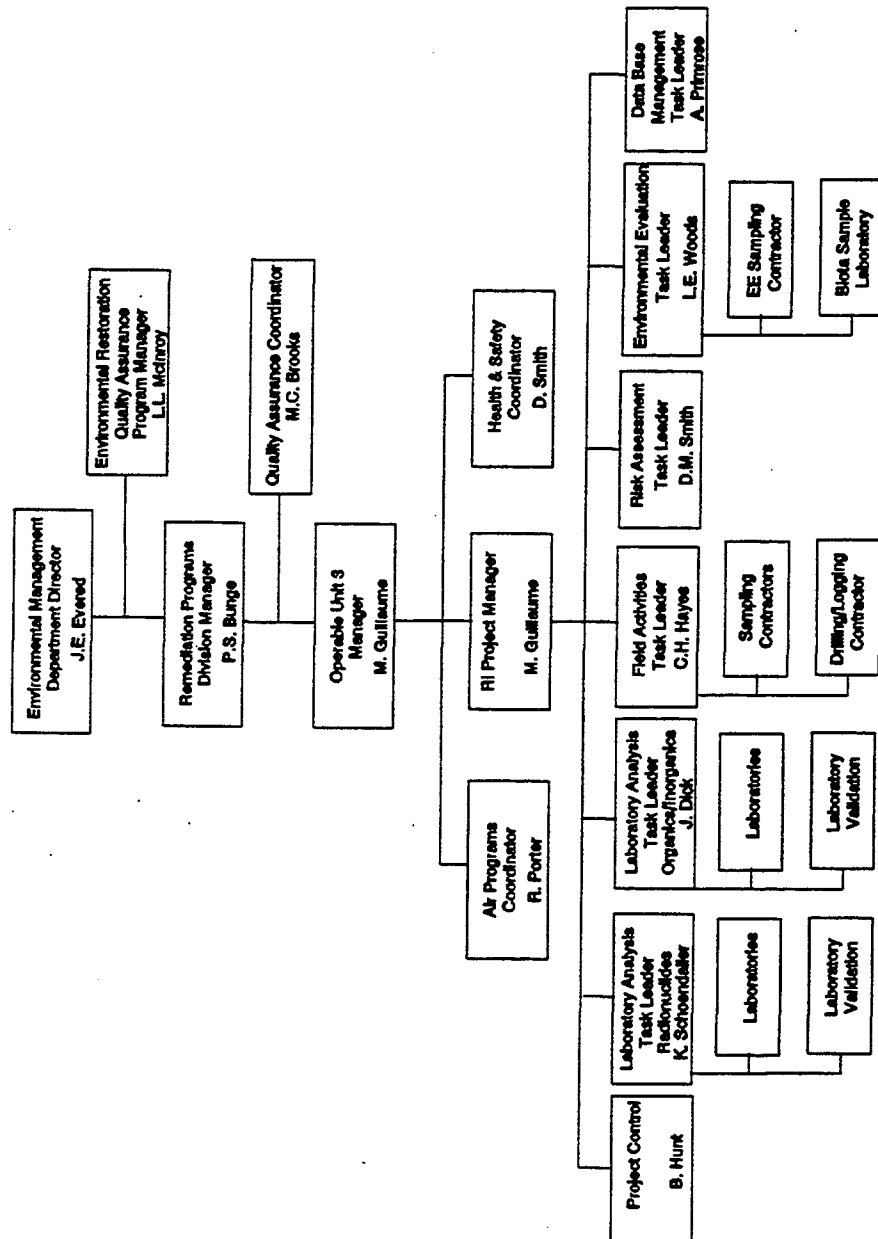 Environmental Management
Department Director
J.E. Evered
Environmental Restoration
Quality Assurance
Program Manager
L.L. McInroy
Remediation Programs
Division Manager
P.S. Bunge
Quality Assurance Coordinator
M.C. Brooks
Operable Unit 3
Manager
M. Guillaume
Air Programs
Coordinator
R. Porter
RI Project Manager
M. Guillaume
Health & Safety
Coordinator
D. Smith
Project Control
B. Hunt
Laboratory Analysis
Task Leader
Radionuclides
K. Schoendaller
Laboratories
Laboratory
Validation
Laboratory Analysis
Task Leader
Organics/Inorganics
J. Dick
Laboratories
Laboratory
Validation
Field Activities
Task Leader
C.H. Hayes
Sampling
Contractors
Drilling/Logging
Contractor
Risk Assessment
Task Leader
D.M. Smith
Environmental Evaluation
Task Leader
L.E. Woods
EE Sampling
Contractor
Biota Sample
Laboratory
Data Base
Management
Task Leader
A. Primrose